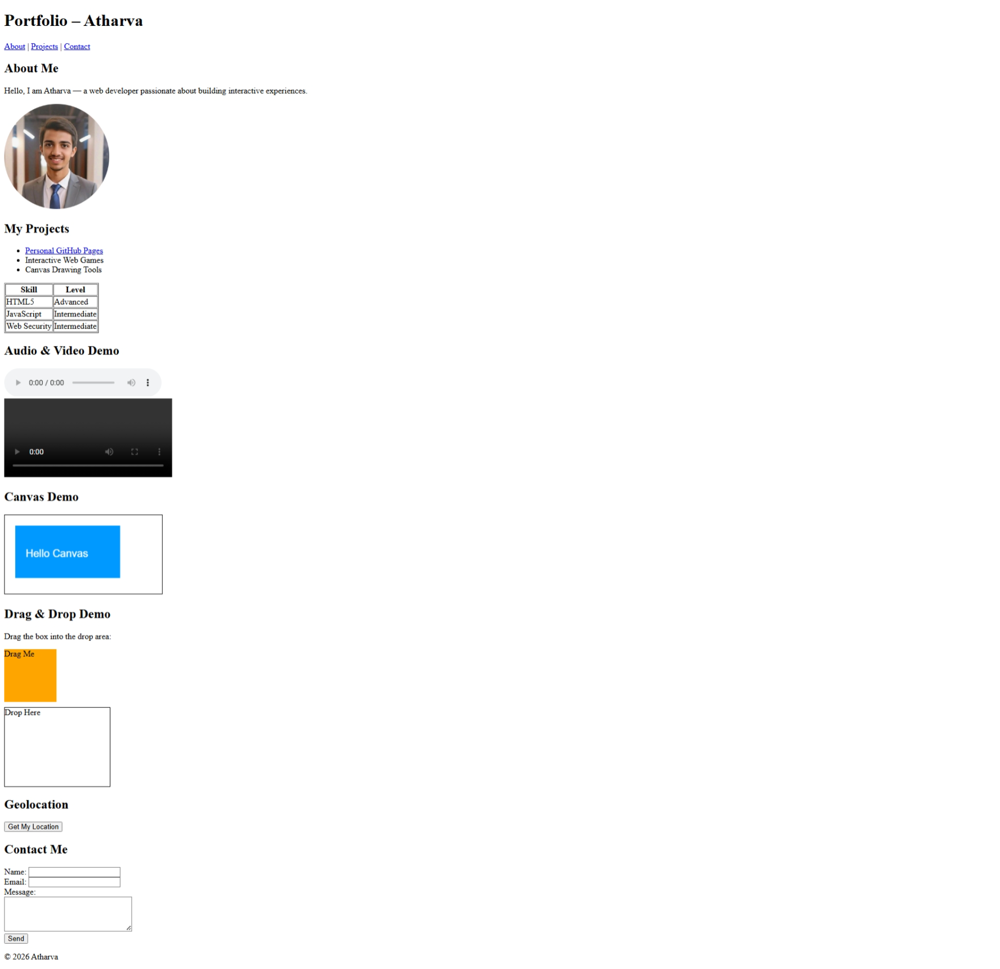 Portfolio – Atharva
About | Projects | Contact
About Me
Hello, I am Atharva — a web developer passionate about building interactive experiences.
My Projects
• Personal GitHub Pages
• Interactive Web Games
• Canvas Drawing Tools
Skill Level
HTML5 Advanced
JavaScript Intermediate
Web Security Intermediate
Audio & Video Demo
0:00 / 0:00
0:00
Canvas Demo
Hello Canvas
Drag & Drop Demo
Drag the box into the drop area:
Drag Me
Drop Here
Geolocation
Get My Location
Contact Me
Name:
Email:
Message:
Send
© 2026 Atharva